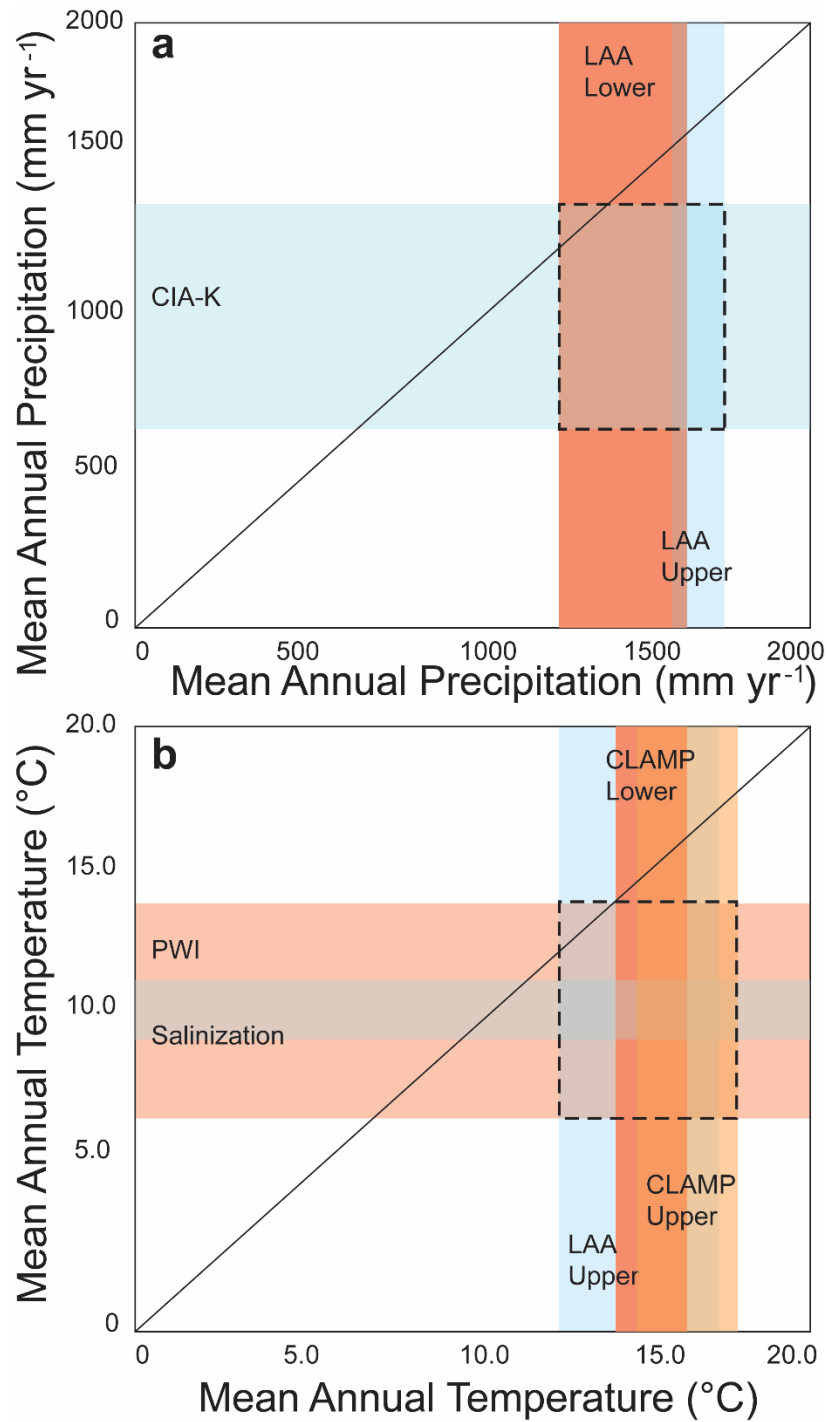 a
2000
1500
1000
500
0
Mean Annual Precipitation (mm yr-1)
LAA
Lower
CIA-K
LAA
Upper
0 500 1000 1500 2000
Mean Annual Precipitation (mm yr-1)
b
20.0
15.0
10.0
5.0
0
Mean Annual Temperature (°C)
CLAMP
Lower
PWI
Salinization
CLAMP
Upper
LAA
Upper
0 5.0 10.0 15.0 20.0
Mean Annual Temperature (°C)